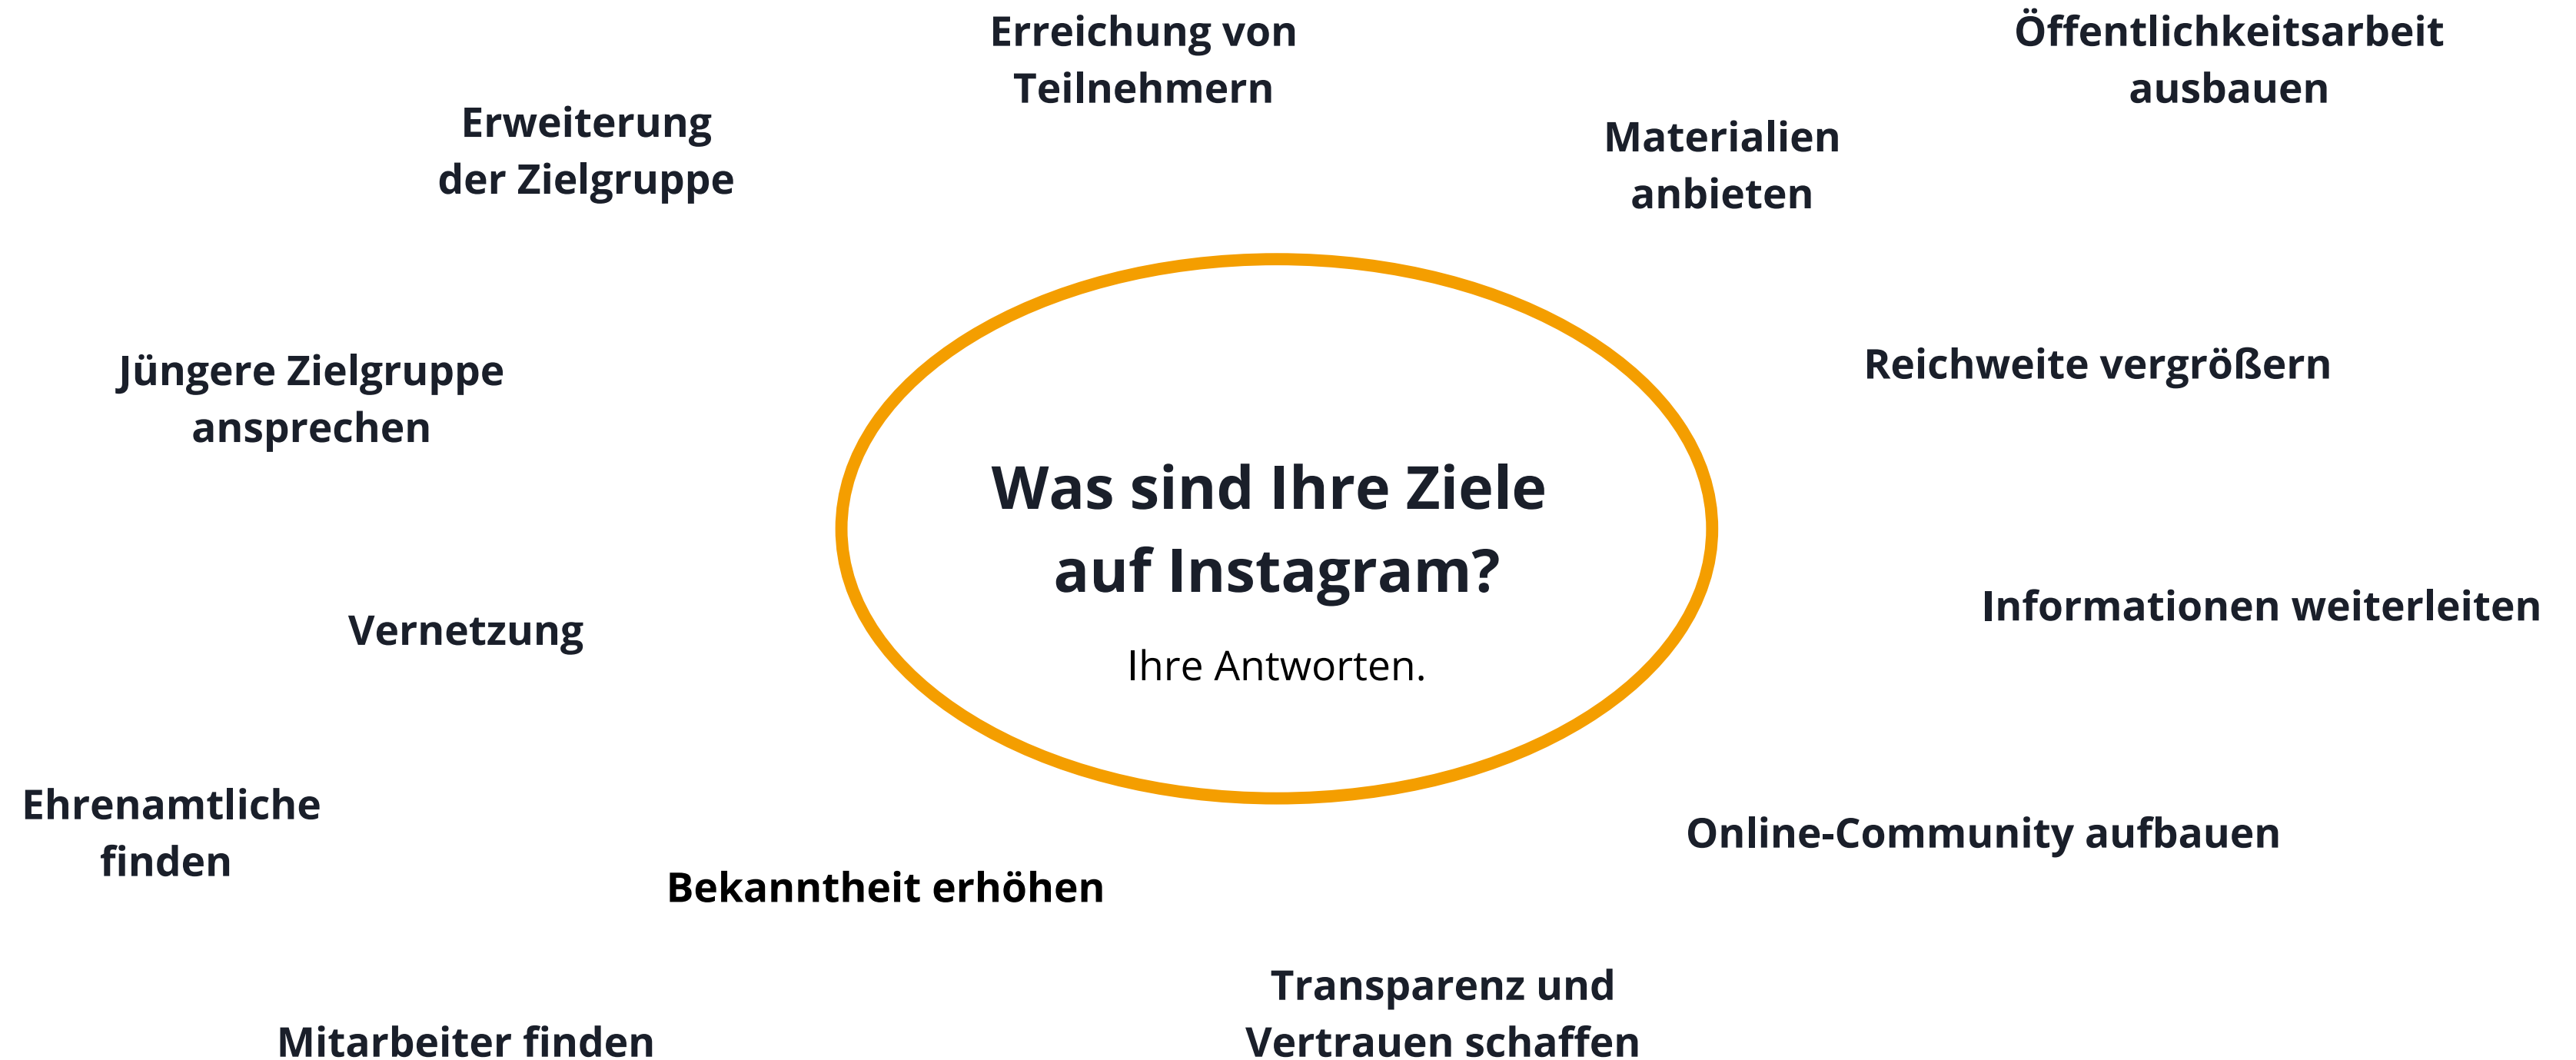 Erreichung von
Teilnehmern
Öffentlichkeitsarbeit
ausbauen
Erweiterung
der Zielgruppe
Materialien
anbieten
Jüngere Zielgruppe
ansprechen
Reichweite vergrößern
Was sind Ihre Ziele
auf Instagram?
Ihre Antworten.
Vernetzung
Informationen weiterleiten
Ehrenamtliche
finden
Online-Community aufbauen
Bekanntheit erhöhen
Mitarbeiter finden
Transparenz und
Vertrauen schaffen